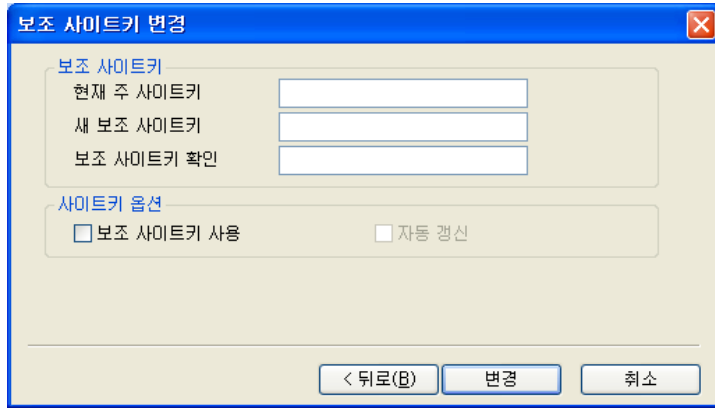 보조 사이트키 변경
보조 사이트키
현재 주 사이트키
새 보조 사이트키
보조 사이트키 확인
사이트키 옵션
보조 사이트키 사용 자동 갱신
< 뒤로(B) 변경 취소